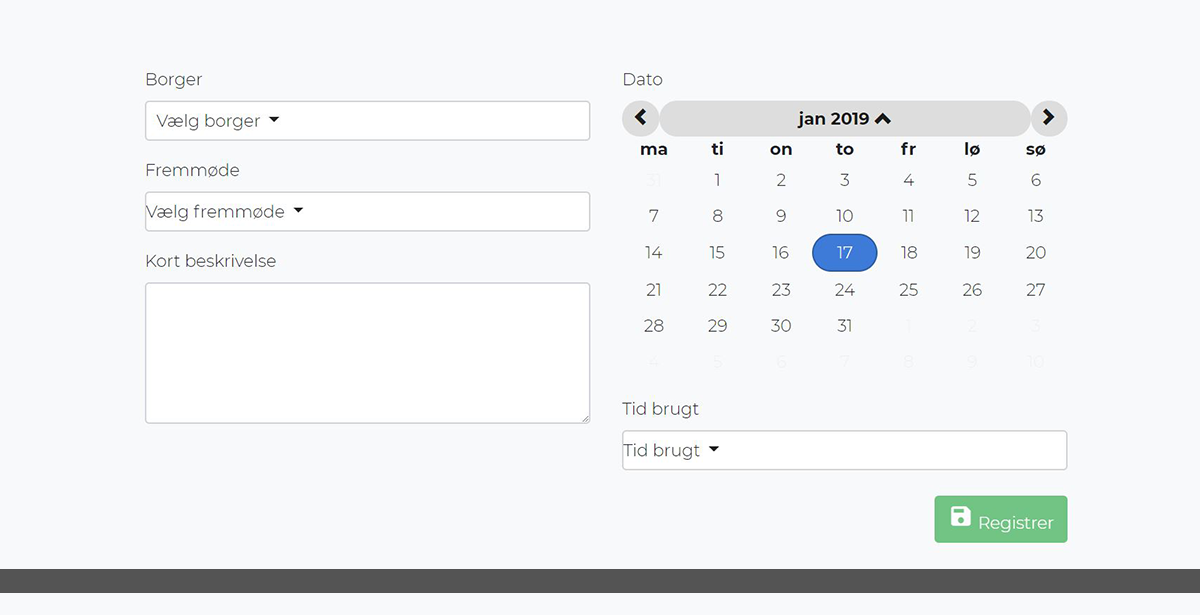 Borger
Vælg borger
Fremmøde
Vælg fremmøde
Kort beskrivelse
Dato
jan 2019
ma ti on to fr lø sø
31 1 2 3 4 5 6
7 8 9 10 11 12 13
14 15 16 17 18 19 20
21 22 23 24 25 26 27
28 29 30 31 1 2 3
4 5 6 7 8 9 10
Tid brugt
Tid brugt
Registrer